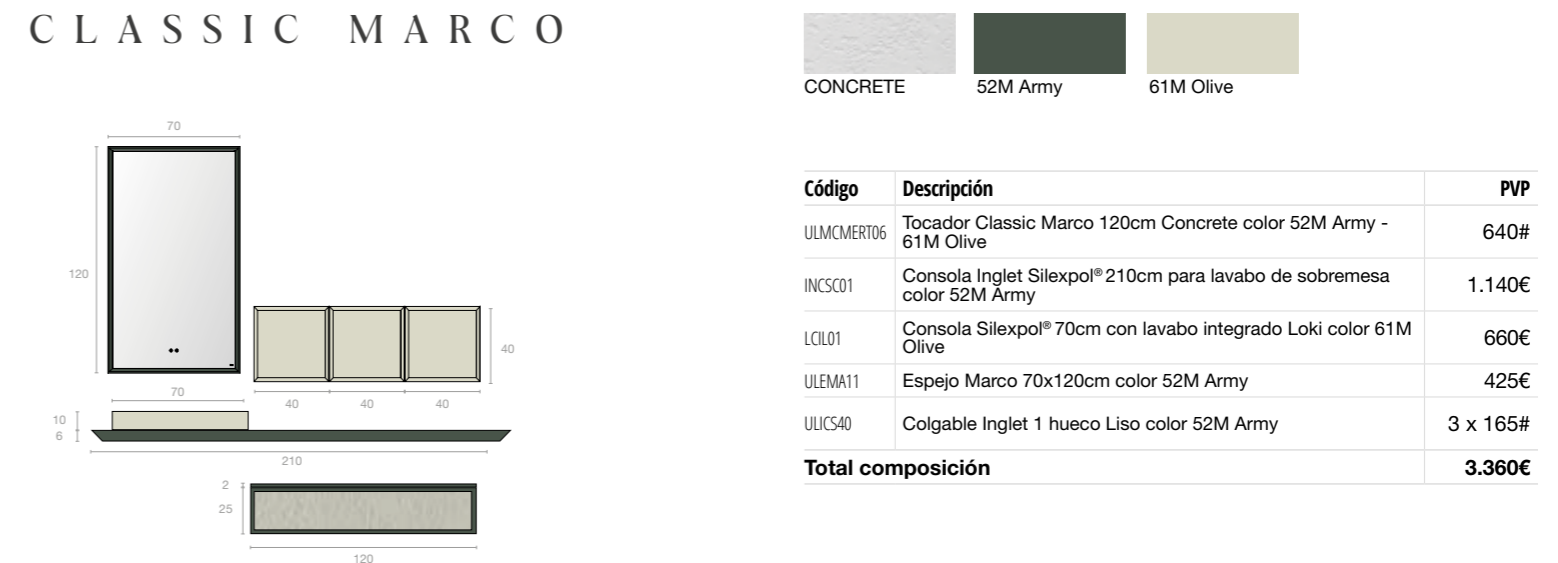 CLASSIC MARCO
CONCRETE
52M Army
61M Olive
70
120
40
40
40
40
70
10
6
210
2
25
120
Código Descripción PVP
ULMCMERT06 Tocador Classic Marco 120cm Concrete color 52M Army -
61M Olive 640#
INCSC01 Consola Inglet Silexpol® 210cm para lavabo de sobremesa
color 52M Army 1.140€
LCIL01 Consola Silexpol® 70cm con lavabo integrado Loki color 61M
Olive 660€
ULEMA11 Espejo Marco 70x120cm color 52M Army 425€
ULICS40 Colgable Inglet 1 hueco Liso color 52M Army 3 x 165#
Total composición 3.360€